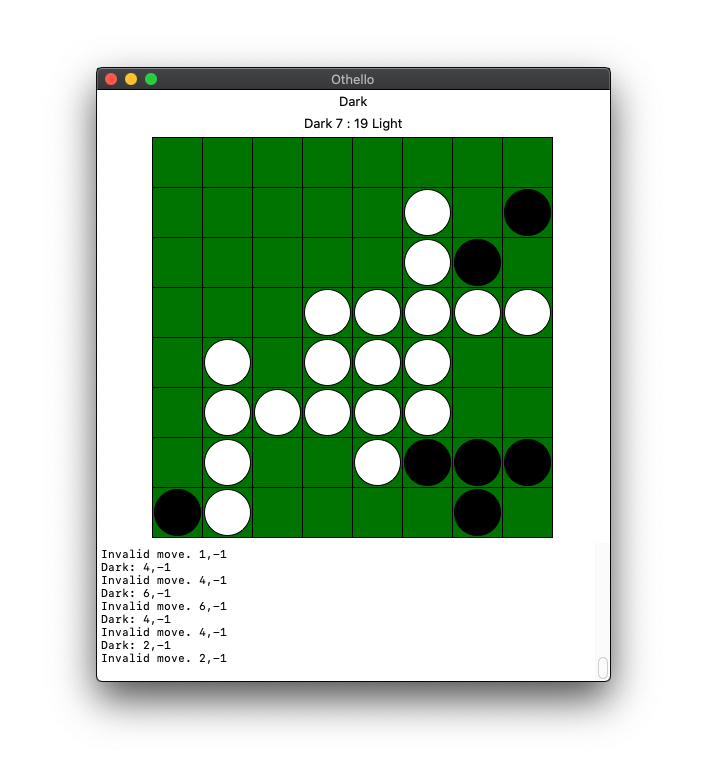 Othello
Dark
Dark 7 : 19 Light
Invalid move. 1,-1
Dark: 4,-1
Invalid move. 4,-1
Dark: 6,-1
Invalid move. 6,-1
Dark: 4,-1
Invalid move. 4,-1
Dark: 2,-1
Invalid move. 2,-1